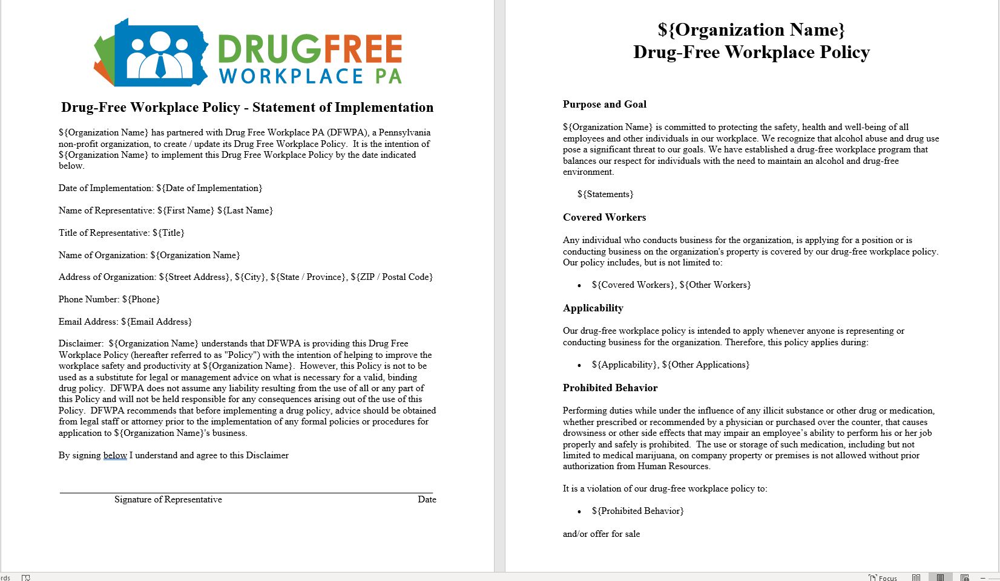 DRUGFREE
WORKPLACE PA
Drug-Free Workplace Policy - Statement of Implementation
${Organization Name} has partnered with Drug Free Workplace PA (DFWPA), a Pennsylvania
non-profit organization, to create / update its Drug Free Workplace Policy.  It is the intention of
${Organization Name} to implement this Drug Free Workplace Policy by the date indicated
below.
Date of Implementation: ${Date of Implementation}
Name of Representative: ${First Name} ${Last Name}
Title of Representative: ${Title}
Name of Organization: ${Organization Name}
Address of Organization: ${Street Address}, ${City}, ${State / Province}, ${ZIP / Postal Code}
Phone Number: ${Phone}
Email Address: ${Email Address}
Disclaimer:  ${Organization Name} understands that DFWPA is providing this Drug Free
Workplace Policy (hereafter referred to as "Policy") with the intention of helping to improve the
workplace safety and productivity at ${Organization Name}.  However, this Policy is not to be
used as a substitute for legal or management advice on what is necessary for a valid, binding
drug policy.  DFWPA does not assume any liability resulting from the use of all or any part of
this Policy and will not be held responsible for any consequences arising out of the use of this
Policy.  DFWPA recommends that before implementing a drug policy, advice should be obtained
from legal staff or attorney prior to the implementation of any formal policies or procedures for
application to ${Organization Name}'s business.
By signing below I understand and agree to this Disclaimer
Signature of Representative Date
${Organization Name}
Drug-Free Workplace Policy
Purpose and Goal
${Organization Name} is committed to protecting the safety, health and well-being of all
employees and other individuals in our workplace. We recognize that alcohol abuse and drug use
pose a significant threat to our goals. We have established a drug-free workplace program that
balances our respect for individuals with the need to maintain an alcohol and drug-free
environment.
${Statements}
Covered Workers
Any individual who conducts business for the organization, is applying for a position or is
conducting business on the organization's property is covered by our drug-free workplace policy.
Our policy includes, but is not limited to:
• ${Covered Workers}, ${Other Workers}
Applicability
Our drug-free workplace policy is intended to apply whenever anyone is representing or
conducting business for the organization. Therefore, this policy applies during:
• ${Applicability}, ${Other Applications}
Prohibited Behavior
Performing duties while under the influence of any illicit substance or other drug or medication,
whether prescribed or recommended by a physician or purchased over the counter, that causes
drowsiness or other side effects that may impair an employee’s ability to perform his or her job
properly and safely is prohibited.  The use or storage of such medication, including but not
limited to medical marijuana, on company property or premises is not allowed without prior
authorization from Human Resources.
It is a violation of our drug-free workplace policy to:
• ${Prohibited Behavior}
and/or offer for sale
rds
Focus